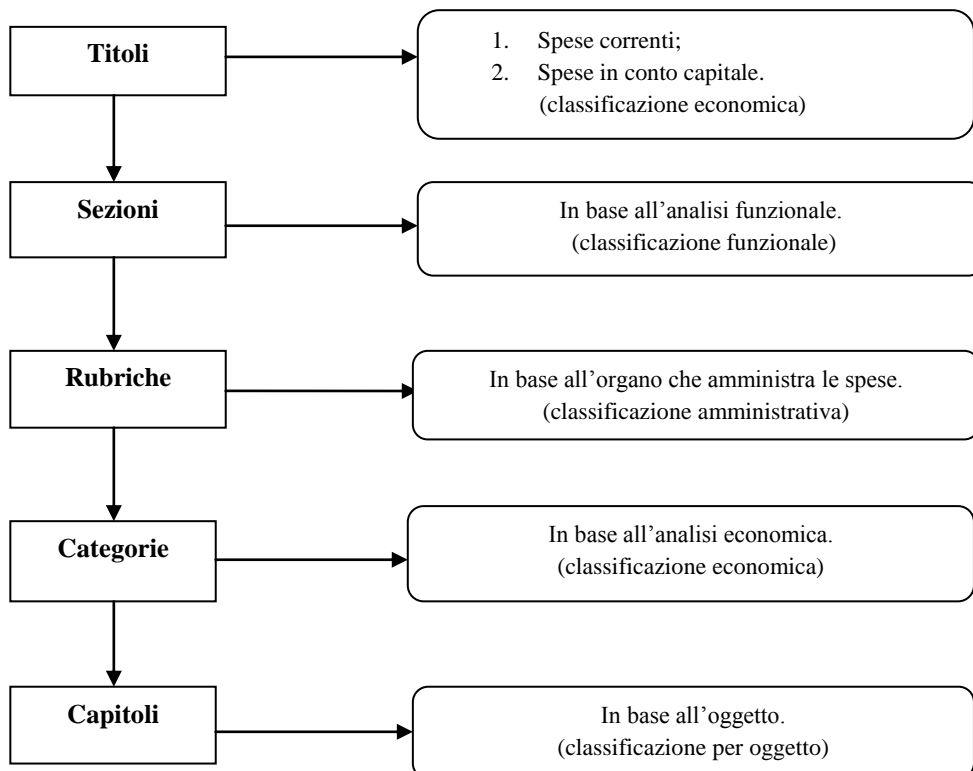 Titoli
1. Spese correnti;
2. Spese in conto capitale.
(classificazione economica)
Sezioni
In base all’analisi funzionale.
(classificazione funzionale)
Rubriche
In base all’organo che amministra le spese.
(classificazione amministrativa)
Categorie
In base all’analisi economica.
(classificazione economica)
Capitoli
In base all’oggetto.
(classificazione per oggetto)